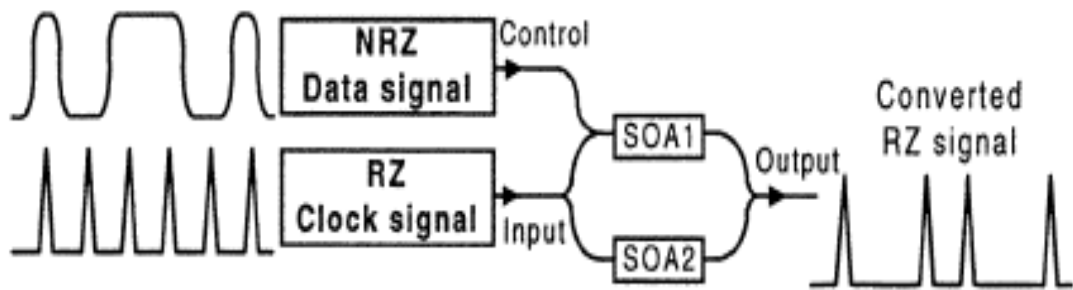 NRZ
Data signal
Control
RZ
Clock signal
Input
SOA1
SOA2
Output
Converted
RZ signal